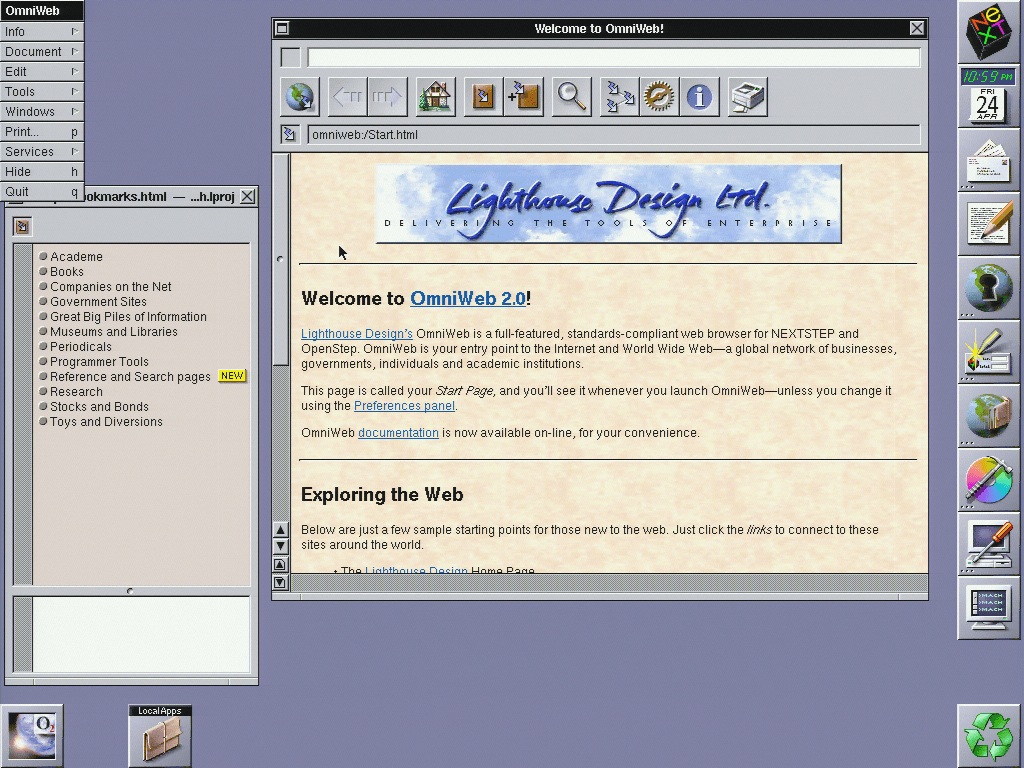 OmniWeb
Info
Document
Edit
Tools
Windows
Print... p
Services
Hide h
Quit q
okmarks.html — ...h.lproj
Academe
Books
Companies on the Net
Government Sites
Great Big Piles of Information
Museums and Libraries
Periodicals
Programmer Tools
Reference and Search pages NEW
Research
Stocks and Bonds
Toys and Diversions
Welcome to OmniWeb!
omniweb:/Start.html
Lighthouse Design Ltd.
DELIVERING THE TOOLS OF ENTERPRISE
Welcome to OmniWeb 2.0!
Lighthouse Design's OmniWeb is a full-featured, standards-compliant web browser for NEXTSTEP and
OpenStep. OmniWeb is your entry point to the Internet and World Wide Web—a global network of businesses,
governments, individuals and academic institutions.
This page is called your Start Page, and you'll see it whenever you launch OmniWeb—unless you change it
using the Preferences panel.
OmniWeb documentation is now available on-line, for your convenience.
Exploring the Web
Below are just a few sample starting points for those new to the web. Just click the links to connect to these
sites around the world.
• The Lighthouse Design Home Page
NeXT
10:59 PM
FRI
24
APR
>MACH
>MACH
>MACH
O2
LocalApps